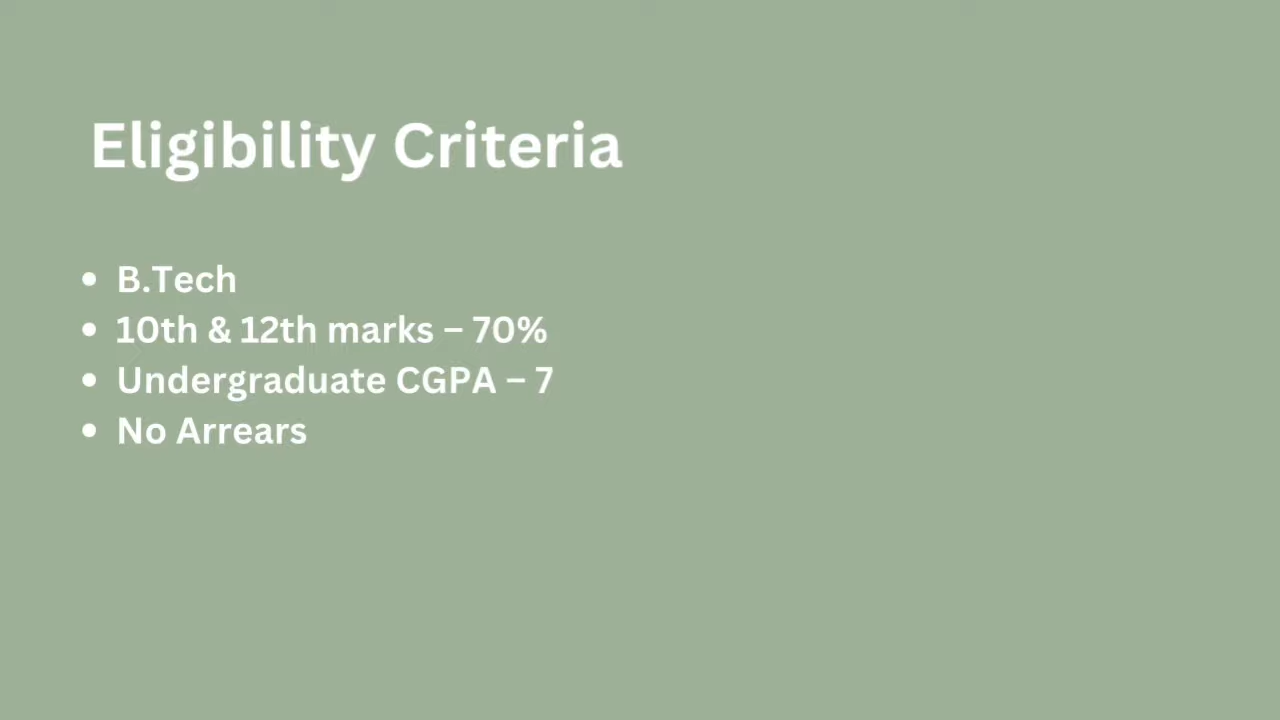 Eligibility Criteria
• B.Tech
• 10th & 12th marks – 70%
• Undergraduate CGPA – 7
• No Arrears